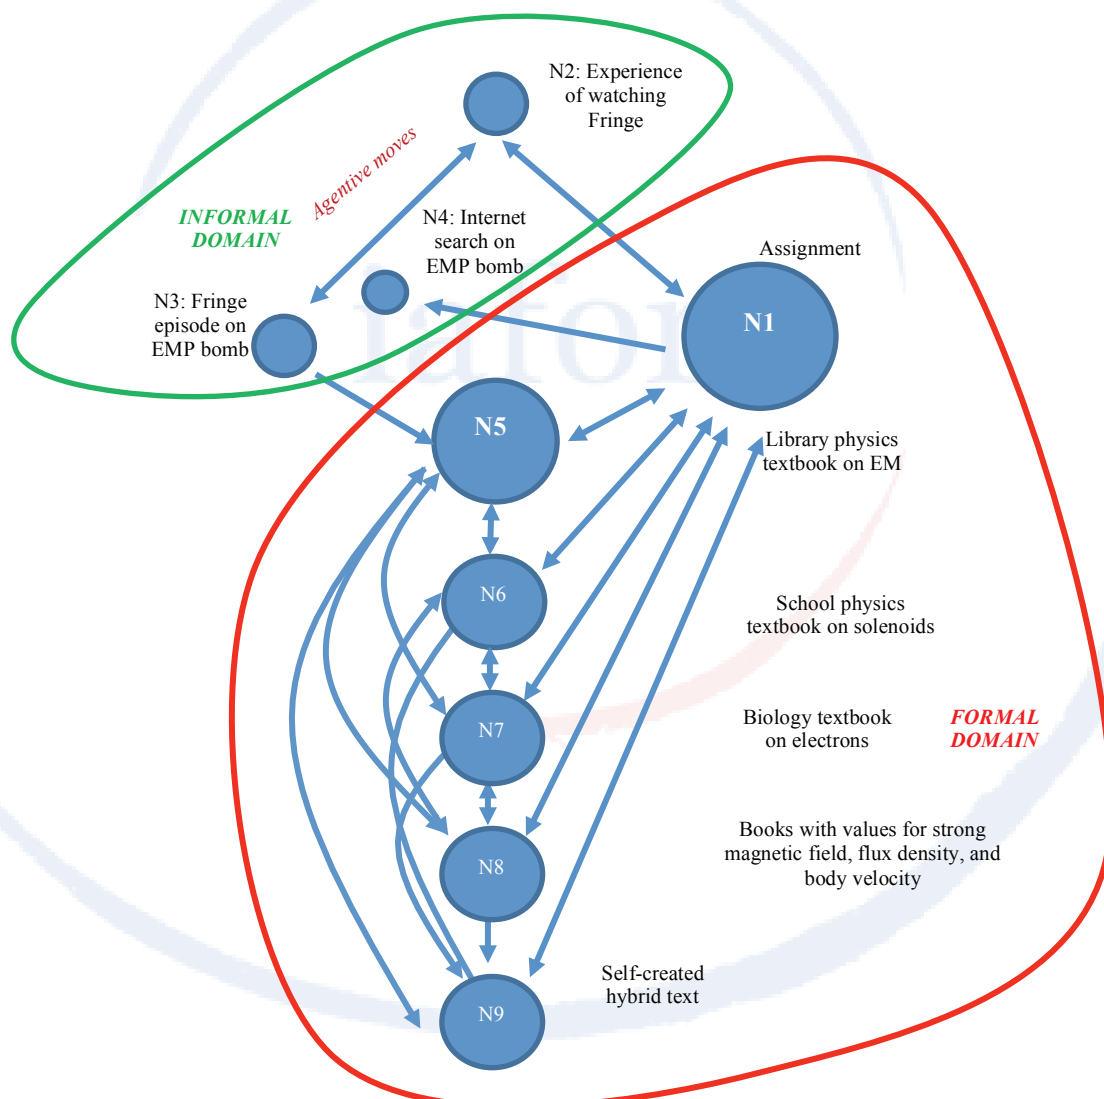 N2: Experience
of watching
Fringe
Agentive moves
INFORMAL
DOMAIN
N4: Internet
search on
EMP bomb
N3: Fringe
episode on
EMP bomb
Assignment
N1
iafor
N5
Library physics
textbook on EM
N6
School physics
textbook on solenoids
N7
Biology textbook
on electrons
FORMAL
DOMAIN
N8
Books with values for strong
magnetic field, flux density, and
body velocity
N9
Self-created
hybrid text